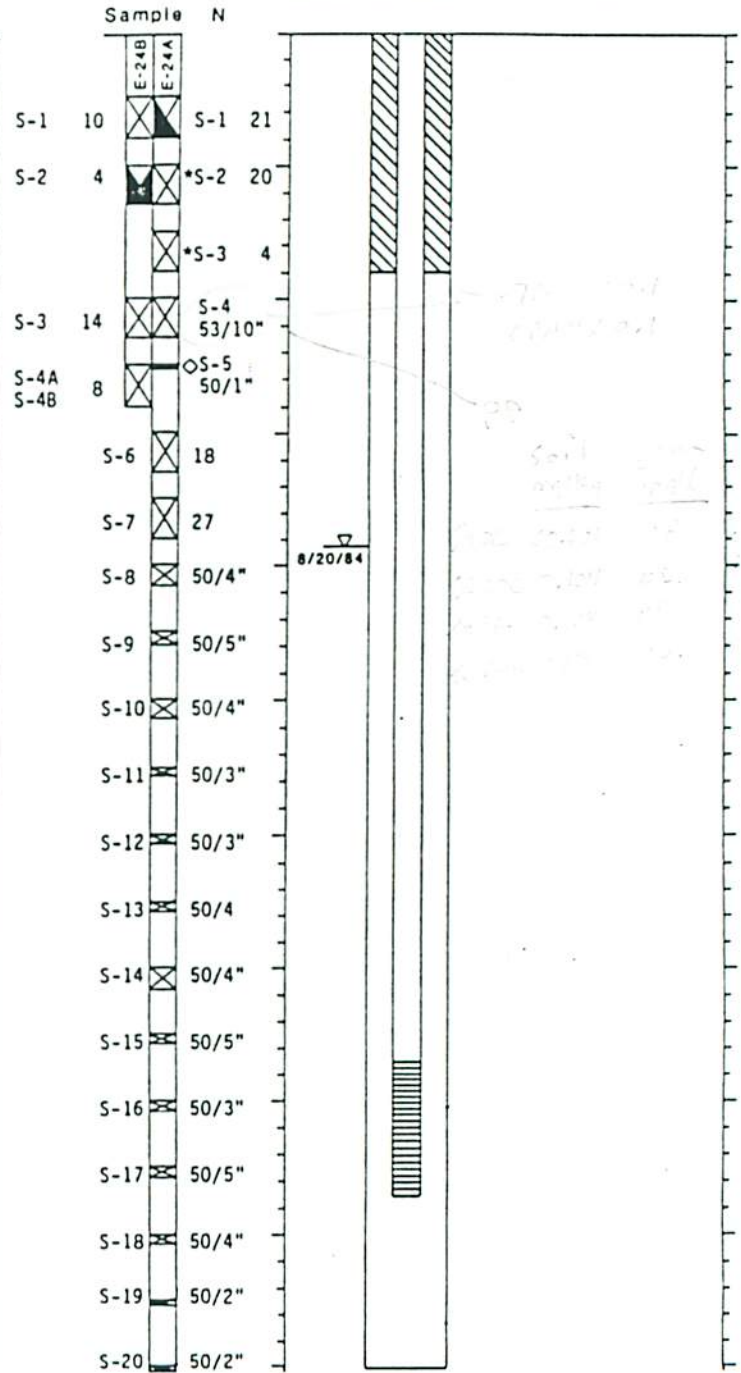 Sample N
E-24B E-24A
S-1 10 S-1 21
S-2 4 *S-2 20
*S-3 4
S-3 14 S-4
53/10"
S-5
S-4A 8 50/1"
S-4B
S-6 18
S-7 27
8/20/84
S-8 50/4"
S-9 50/5"
S-10 50/4"
S-11 50/3"
S-12 50/3"
S-13 50/4
S-14 50/4"
S-15 50/5"
S-16 50/3"
S-17 50/5"
S-18 50/4"
S-19 50/2"
S-20 50/2"